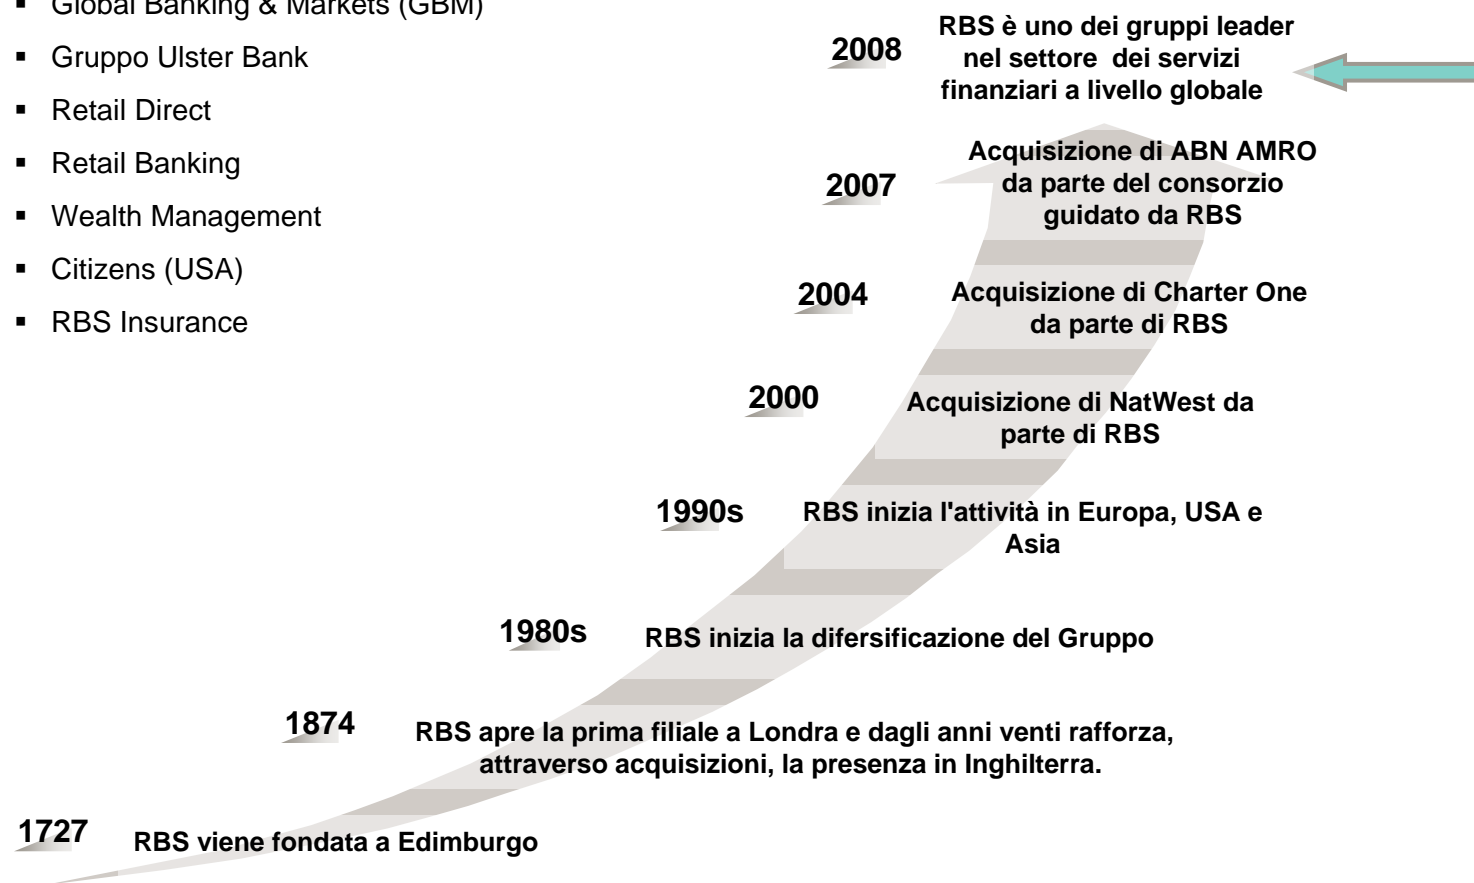 Global Banking & Markets (GBM)
Gruppo Ulster Bank
Retail Direct
Retail Banking
Wealth Management
Citizens (USA)
RBS Insurance
2008
RBS è uno dei gruppi leader
nel settore dei servizi
finanziari a livello globale
2007
Acquisizione di ABN AMRO
da parte del consorzio
guidato da RBS
2004
Acquisizione di Charter One
da parte di RBS
2000
Acquisizione di NatWest da
parte di RBS
1990s
RBS inizia l'attività in Europa, USA e
Asia
1980s
RBS inizia la difersificazione del Gruppo
1874
RBS apre la prima filiale a Londra e dagli anni venti rafforza,
attraverso acquisizioni, la presenza in Inghilterra.
1727
RBS viene fondata a Edimburgo